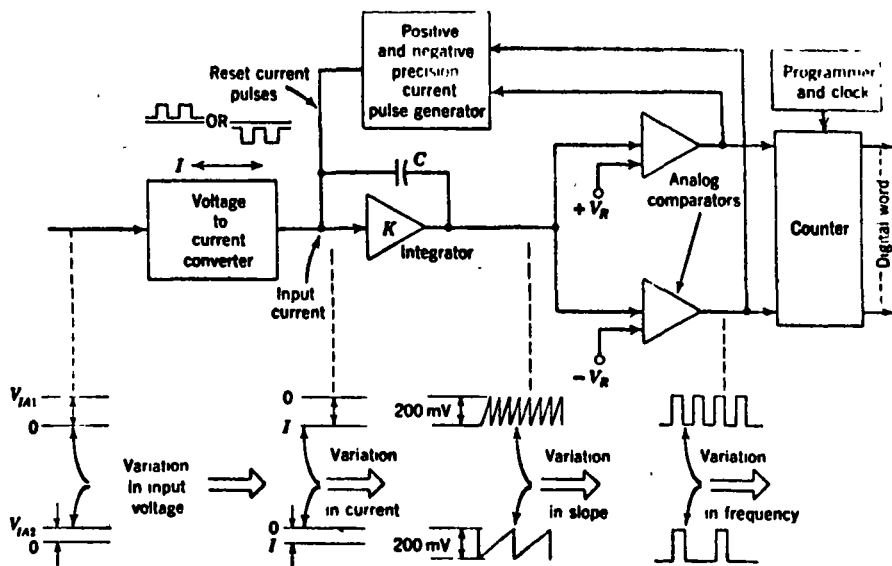 Positive
and negative
precision
current
pulse generator
Programmer
and clock
Reset current
pulses
OR
I
C
Voltage
to
current
converter
K
Integrator
Input
current
+V_R
Analog
comparators
-V_R
Counter
Digital word
V_IA1
0
Variation
in input
voltage
V_IA2
0
0
I
Variation
in current
0
I
200 mV
Variation
in slope
200 mV
Variation
in frequency